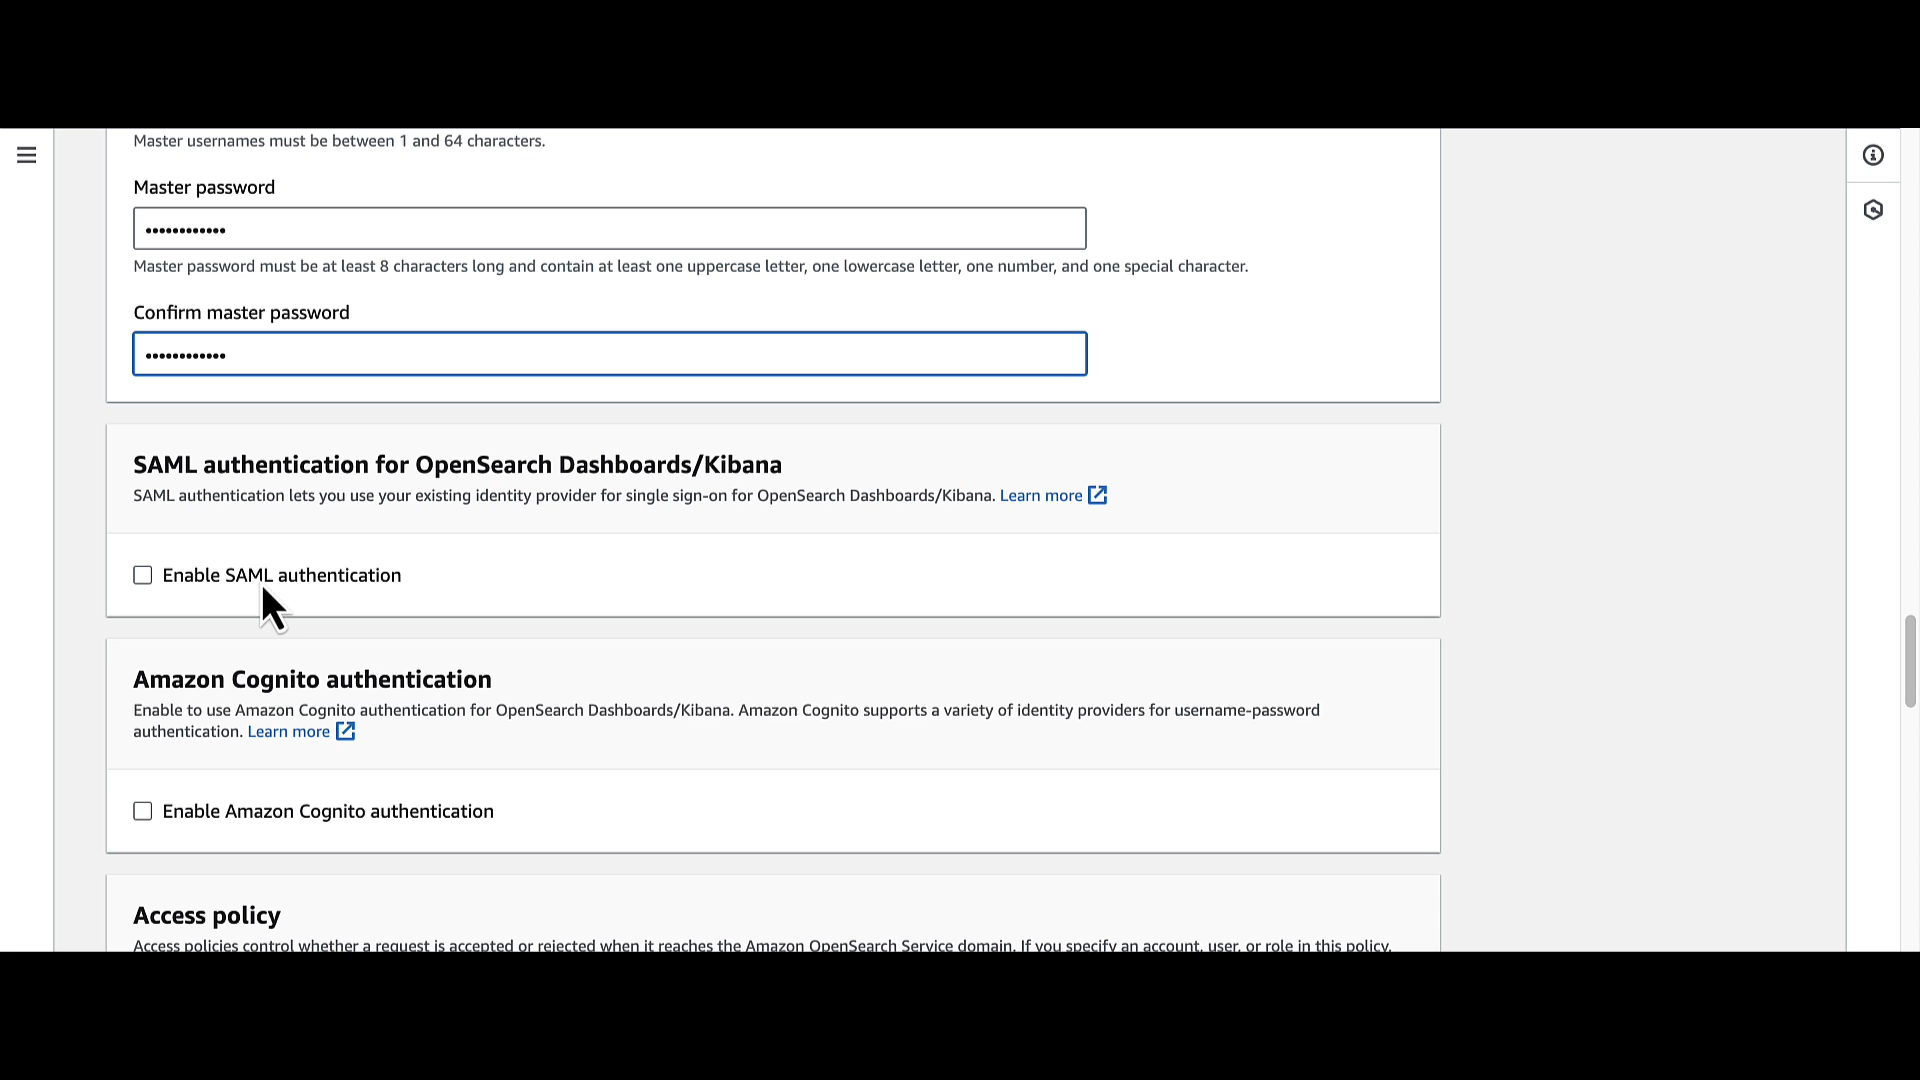 Master usernames must be between 1 and 64 characters.
Master password
••••••••••••
Master password must be at least 8 characters long and contain at least one uppercase letter, one lowercase letter, one number, and one special character.
Confirm master password
••••••••••••
SAML authentication for OpenSearch Dashboards/Kibana
SAML authentication lets you use your existing identity provider for single sign-on for OpenSearch Dashboards/Kibana. Learn more
Enable SAML authentication
Amazon Cognito authentication
Enable to use Amazon Cognito authentication for OpenSearch Dashboards/Kibana. Amazon Cognito supports a variety of identity providers for username-password
authentication. Learn more
Enable Amazon Cognito authentication
Access policy
Access policies control whether a request is accepted or rejected when it reaches the Amazon OpenSearch Service domain. If you specify an account, user, or role in this policy,